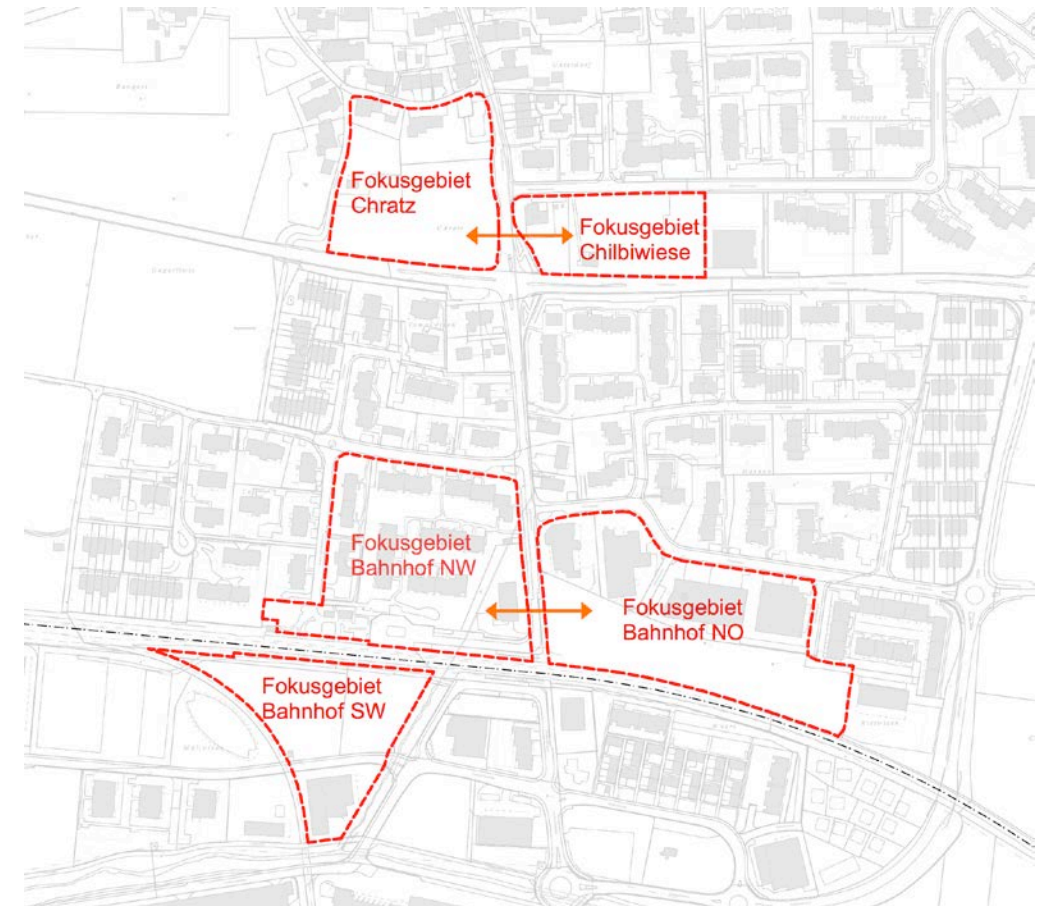 Fokusgebiet
Chratz
Fokusgebiet
Chilbiwiese
Fokusgebiet
Bahnhof NW
Fokusgebiet
Bahnhof NO
Fokusgebiet
Bahnhof SW